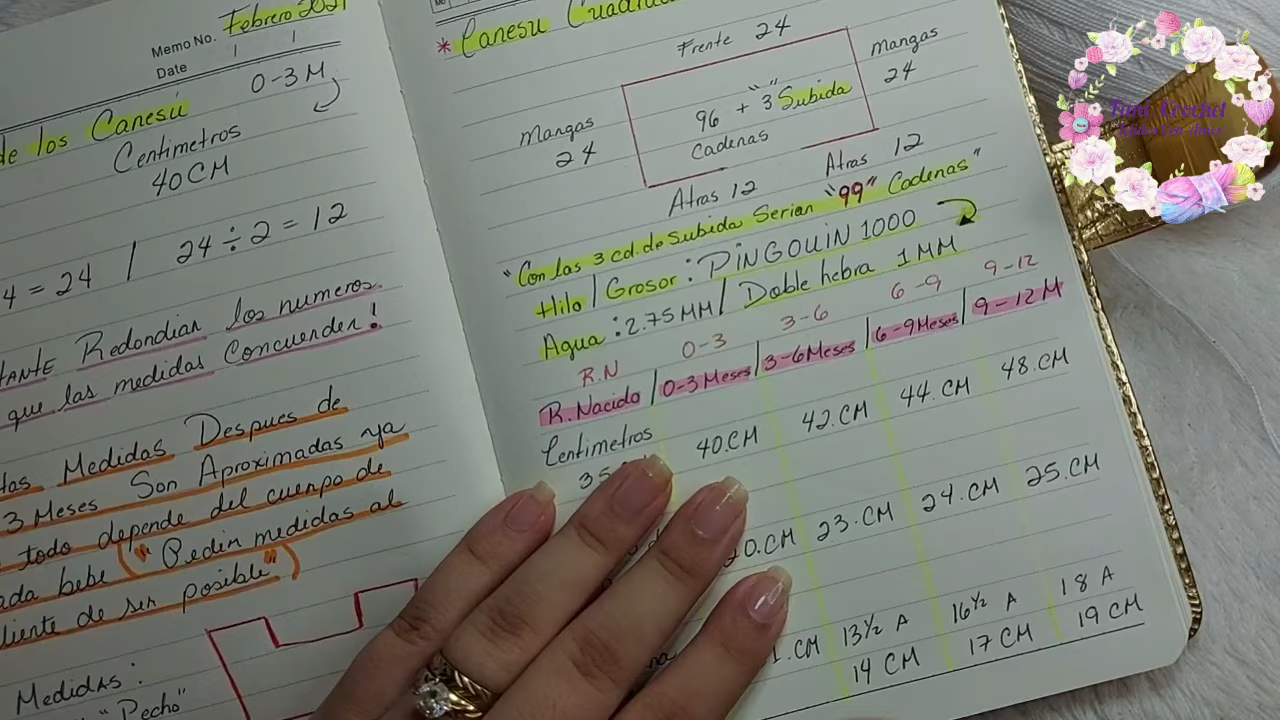 Memo No. Febrero 2021
Date / /
0-3 M
de los Canesú
Centimetros
40 CM
4 = 24 / 24 ÷ 2 = 12
TANTE Redondiar los numeros
que las medidas Concuerden!
tas Medidas Despues de
3 Meses Son Aproximadas ya
todo depende del cuerpo de
ada bebe ("Pedir medidas al
liente de ser posible")
Medidas:
"Pecho"
* Canesu
Frente 24
Mangas
24
96 + "3" Subida
cadenas
Mangas
24
Atras 12
Atras 12
"Con las 3 cd. de Subida Serian "99" Cadenas"
Hilo / Grosor: PINGOUIN 1000
Agua: 2.75 MM / Doble hebra 1 MM
R.N 0-3 3-6 6-9 9-12
R. Nacido / 0-3 Meses / 3-6 Meses / 6-9 Meses / 9-12 M
Centimetros
35 40.CM 42.CM 44.CM 48.CM
23.CM 24.CM 25.CM
13½ A 16½ A 18 A
14 CM 17 CM 19 CM
Crochet